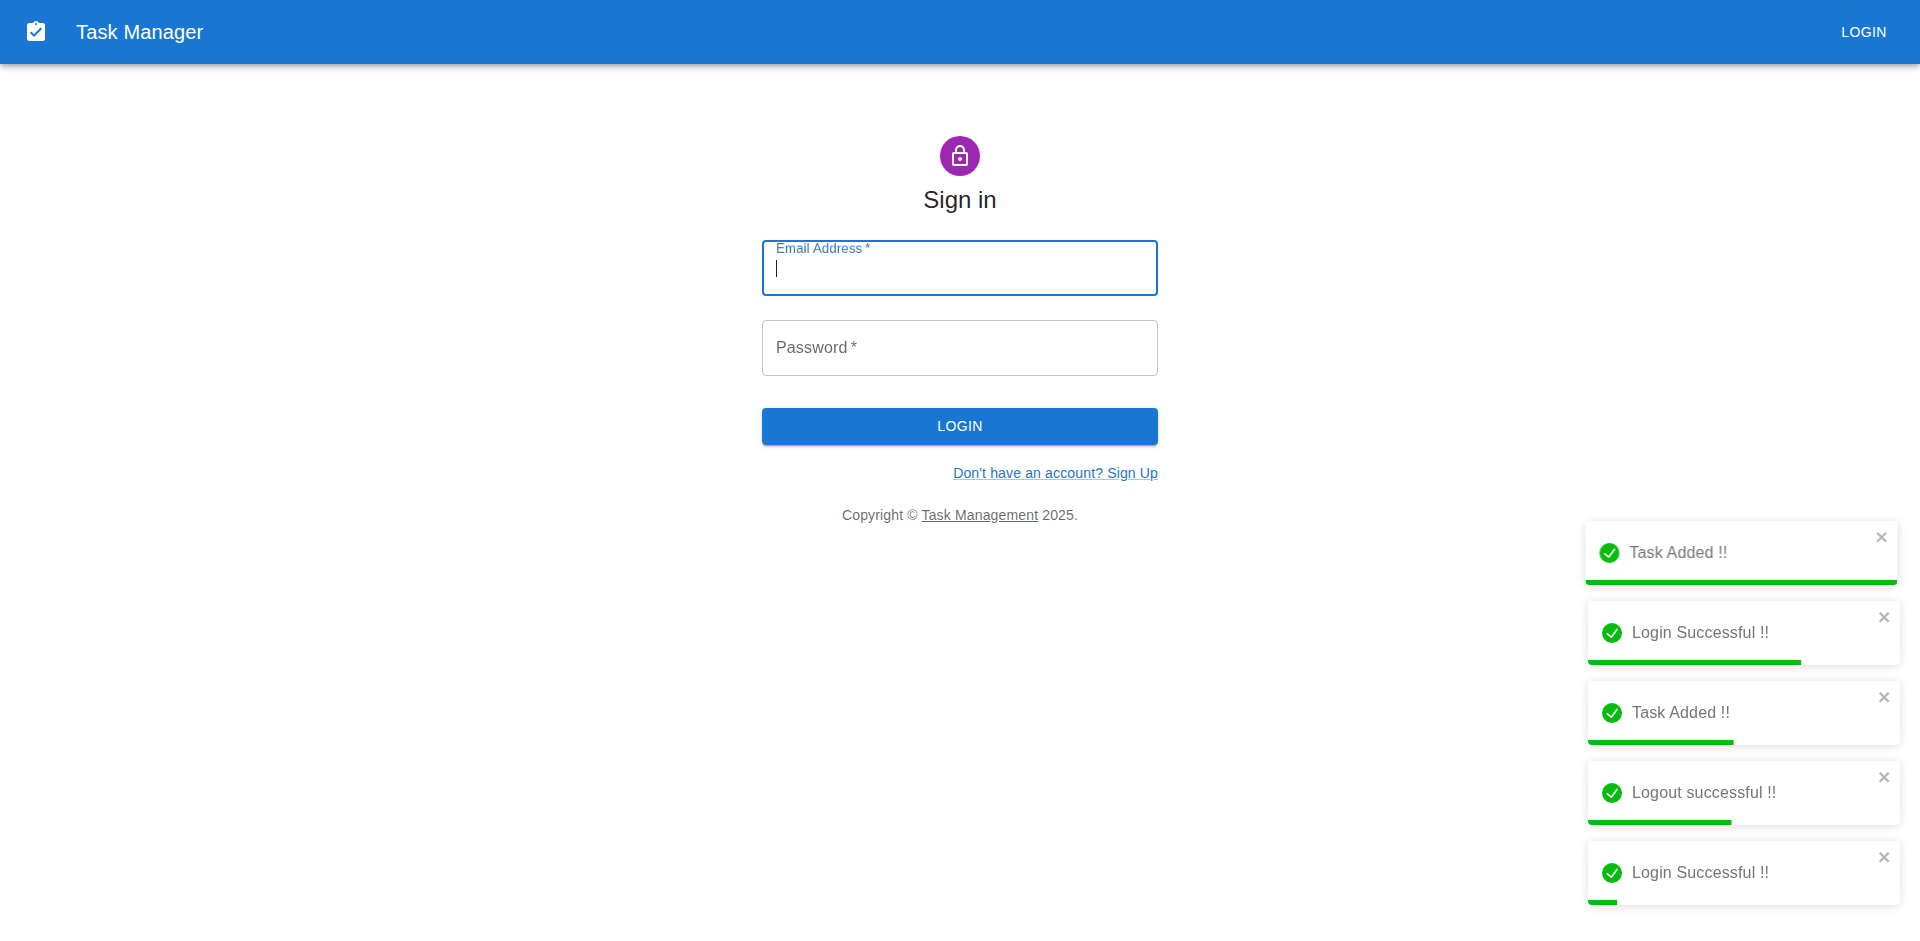 Task Manager
LOGIN
Sign in
Email Address *
Password *
LOGIN
Don't have an account? Sign Up
Copyright © Task Management 2025.
Task Added !!
Login Successful !!
Task Added !!
Logout successful !!
Login Successful !!